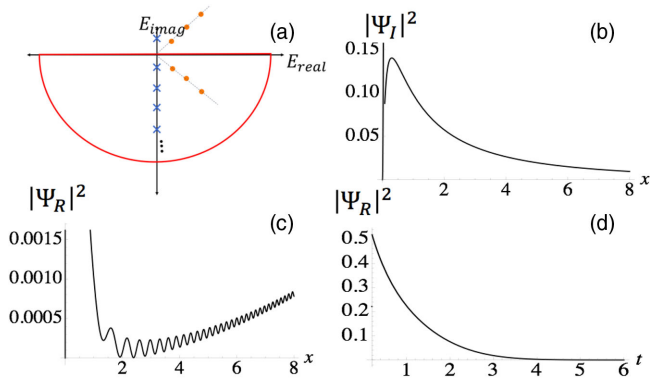 E_imag (a)
E_real
|Ψ_I|² (b)
0.15
0.10
0.05
2 4 6 8 x
|Ψ_R|² (c)
0.0015
0.0010
0.0005
2 4 6 8 x
|Ψ_R|² (d)
0.5
0.4
0.3
0.2
0.1
1 2 3 4 5 6 t